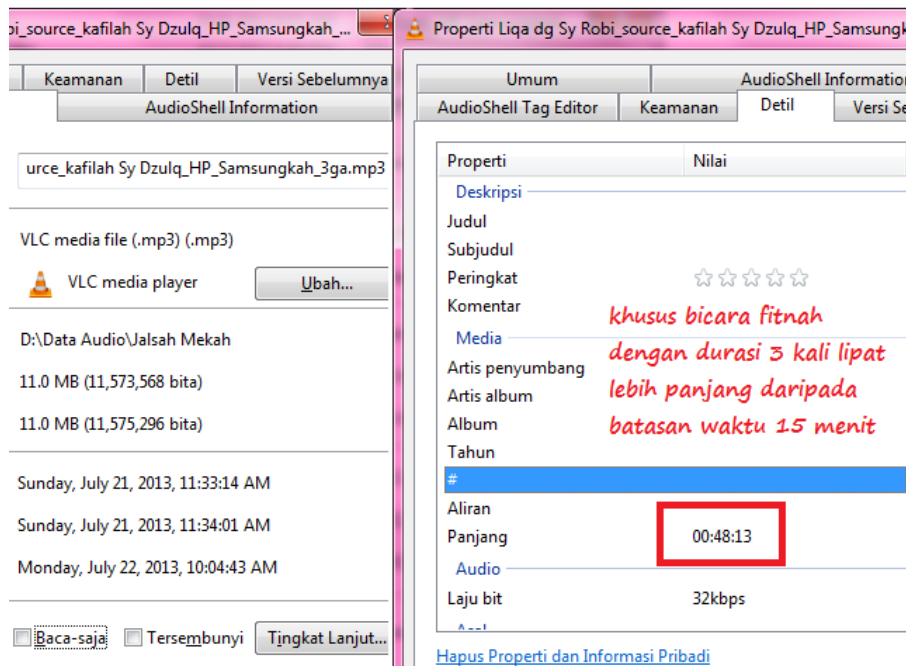 bi_source_kafilah Sy Dzulq_HP_Samsungkah_...
Keamanan Detil Versi Sebelumnya
AudioShell Information
urce_kafilah Sy Dzulq_HP_Samsungkah_3ga.mp3
VLC media file (.mp3) (.mp3)
VLC media player Ubah...
D:\Data Audio\Jalsah Mekah
11.0 MB (11,573,568 bita)
11.0 MB (11,575,296 bita)
Sunday, July 21, 2013, 11:33:14 AM
Sunday, July 21, 2013, 11:34:01 AM
Monday, July 22, 2013, 10:04:43 AM
Baca-saja Tersembunyi Tingkat Lanjut...
Properti Liqa dg Sy Robi_source_kafilah Sy Dzulq_HP_Samsungk
Umum AudioShell Information
AudioShell Tag Editor Keamanan Detil Versi Se
Properti Nilai
Deskripsi
Judul
Subjudul
Peringkat
Komentar
Media
Artis penyumbang
Artis album
Album
Tahun
#
Aliran
Panjang 00:48:13
Audio
Laju bit 32kbps
Hapus Properti dan Informasi Pribadi
khusus bicara fitnah
dengan durasi 3 kali lipat
lebih panjang daripada
batasan waktu 15 menit